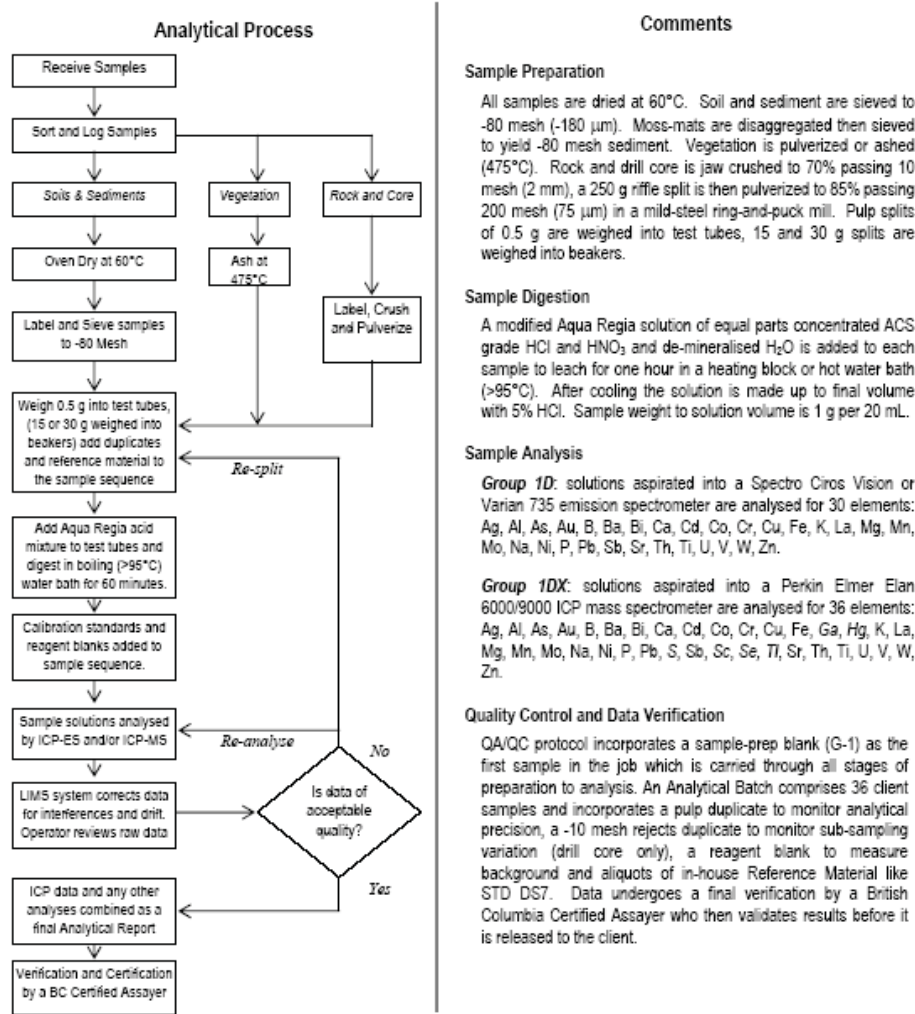 Analytical Process
Receive Samples
Sort and Log Samples
Soils & Sediments
Vegetation
Rock and Core
Oven Dry at 60°C
Ash at
475°C
Label, Crush
and Pulverize
Label and Sieve samples
to -80 Mesh
Weigh 0.5 g into test tubes,
(15 or 30 g weighed into
beakers) add duplicates
and reference material to
the sample sequence
Re-split
Add Aqua Regia acid
mixture to test tubes and
digest in boiling (>95°C)
water bath for 60 minutes.
Calibration standards and
reagent blanks added to
sample sequence.
Sample solutions analysed
by ICP-ES and/or ICP-MS
Re-analyse
No
LIMS system corrects data
for interferences and drift.
Operator reviews raw data
Is data of
acceptable
quality?
Yes
ICP data and any other
analyses combined as a
final Analytical Report
Verification and Certification
by a BC Certified Assayer
Comments
Sample Preparation
All samples are dried at 60°C. Soil and sediment are sieved to
-80 mesh (-180 µm). Moss-mats are disaggregated then sieved
to yield -80 mesh sediment. Vegetation is pulverized or ashed
(475°C). Rock and drill core is jaw crushed to 70% passing 10
mesh (2 mm), a 250 g riffle split is then pulverized to 85% passing
200 mesh (75 µm) in a mild-steel ring-and-puck mill. Pulp splits
of 0.5 g are weighed into test tubes, 15 and 30 g splits are
weighed into beakers.
Sample Digestion
A modified Aqua Regia solution of equal parts concentrated ACS
grade HCl and HNO₃ and de-mineralised H₂O is added to each
sample to leach for one hour in a heating block or hot water bath
(>95°C). After cooling the solution is made up to final volume
with 5% HCl. Sample weight to solution volume is 1 g per 20 mL.
Sample Analysis
Group 1D: solutions aspirated into a Spectro Ciros Vision or
Varian 735 emission spectrometer are analysed for 30 elements:
Ag, Al, As, Au, B, Ba, Bi, Ca, Cd, Co, Cr, Cu, Fe, K, La, Mg, Mn,
Mo, Na, Ni, P, Pb, Sb, Sr, Th, Ti, U, V, W, Zn.
Group 1DX: solutions aspirated into a Perkin Elmer Elan
6000/9000 ICP mass spectrometer are analysed for 36 elements:
Ag, Al, As, Au, B, Ba, Bi, Ca, Cd, Co, Cr, Cu, Fe, Ga, Hg, K, La,
Mg, Mn, Mo, Na, Ni, P, Pb, S, Sb, Sc, Se, Tl, Sr, Th, Ti, U, V, W,
Zn.
Quality Control and Data Verification
QA/QC protocol incorporates a sample-prep blank (G-1) as the
first sample in the job which is carried through all stages of
preparation to analysis. An Analytical Batch comprises 36 client
samples and incorporates a pulp duplicate to monitor analytical
precision, a -10 mesh rejects duplicate to monitor sub-sampling
variation (drill core only), a reagent blank to measure
background and aliquots of in-house Reference Material like
STD DS7. Data undergoes a final verification by a British
Columbia Certified Assayer who then validates results before it
is released to the client.